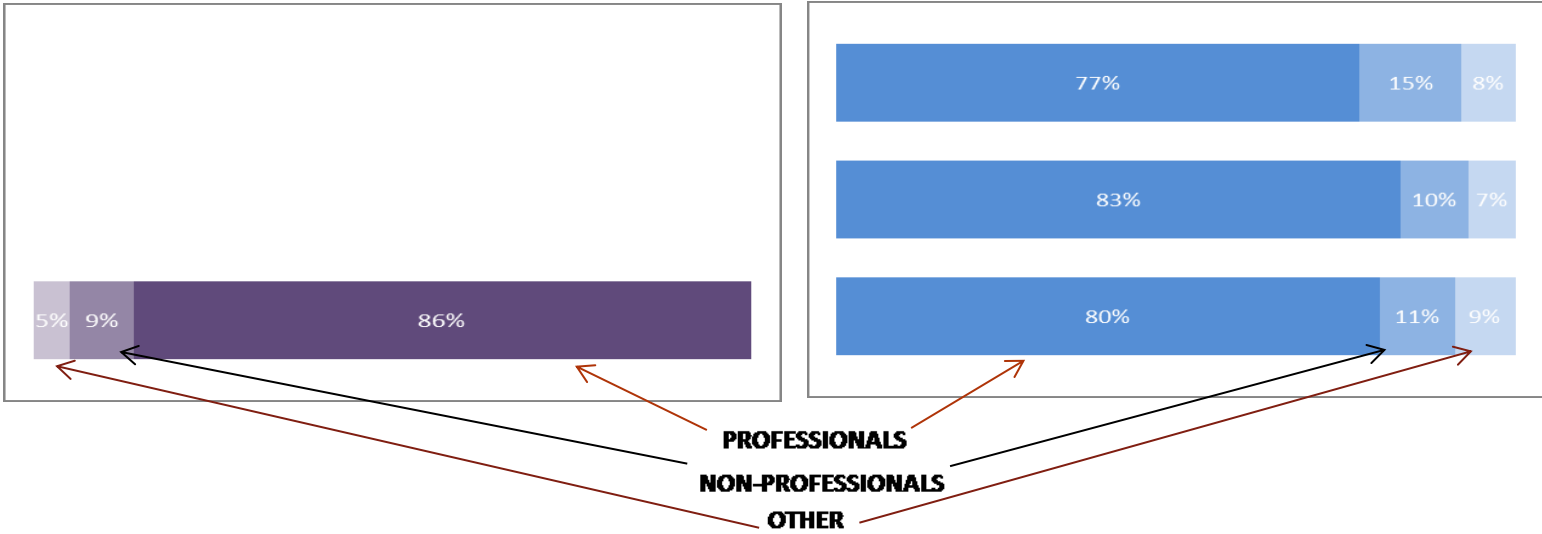 77% 15% 8%
83% 10% 7%
5% 9% 86%
80% 11% 9%
PROFESSIONALS
NON-PROFESSIONALS
OTHER